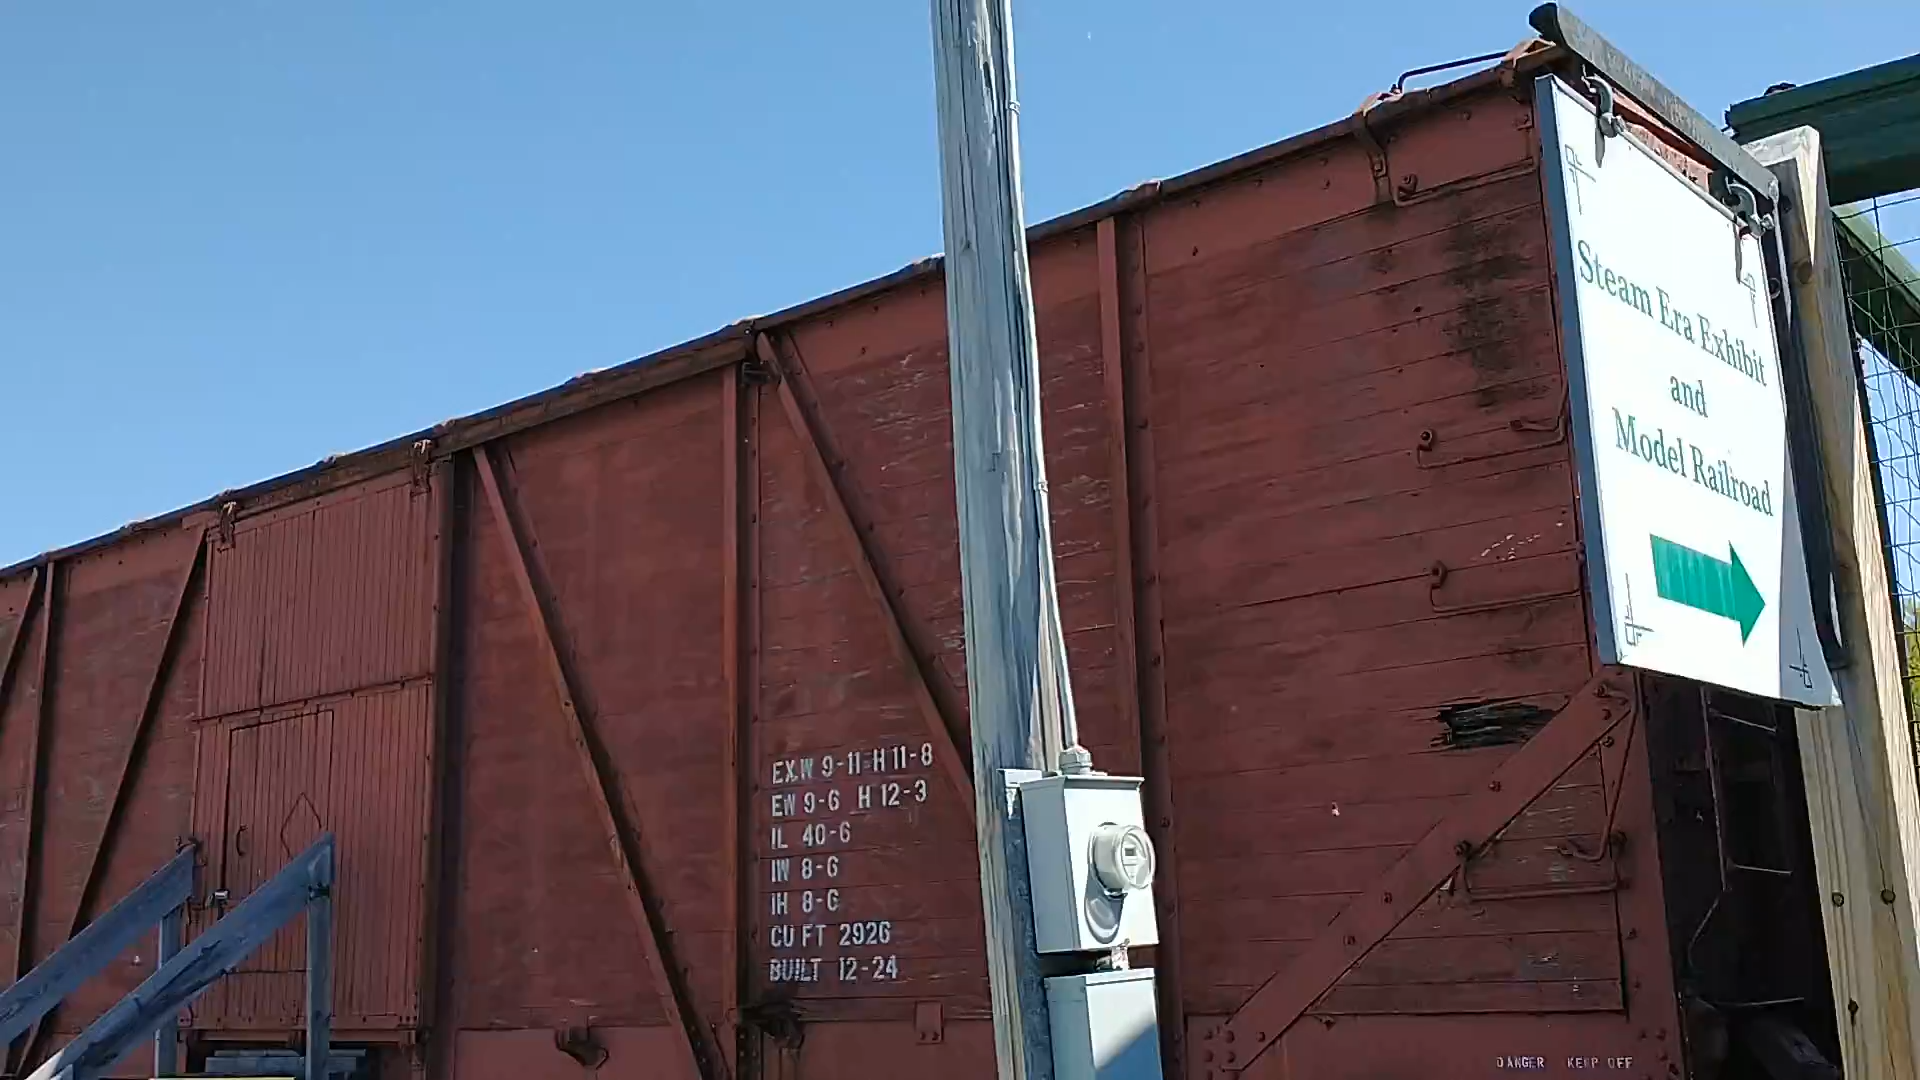 EX.W 9-11 H 11-8
EW 9-6 H 12-3
IL 40-6
IW 8-6
IH 8-6
CU FT 2926
BUILT 12-24
Steam Era Exhibit
and
Model Railroad
DANGER KEEP OFF